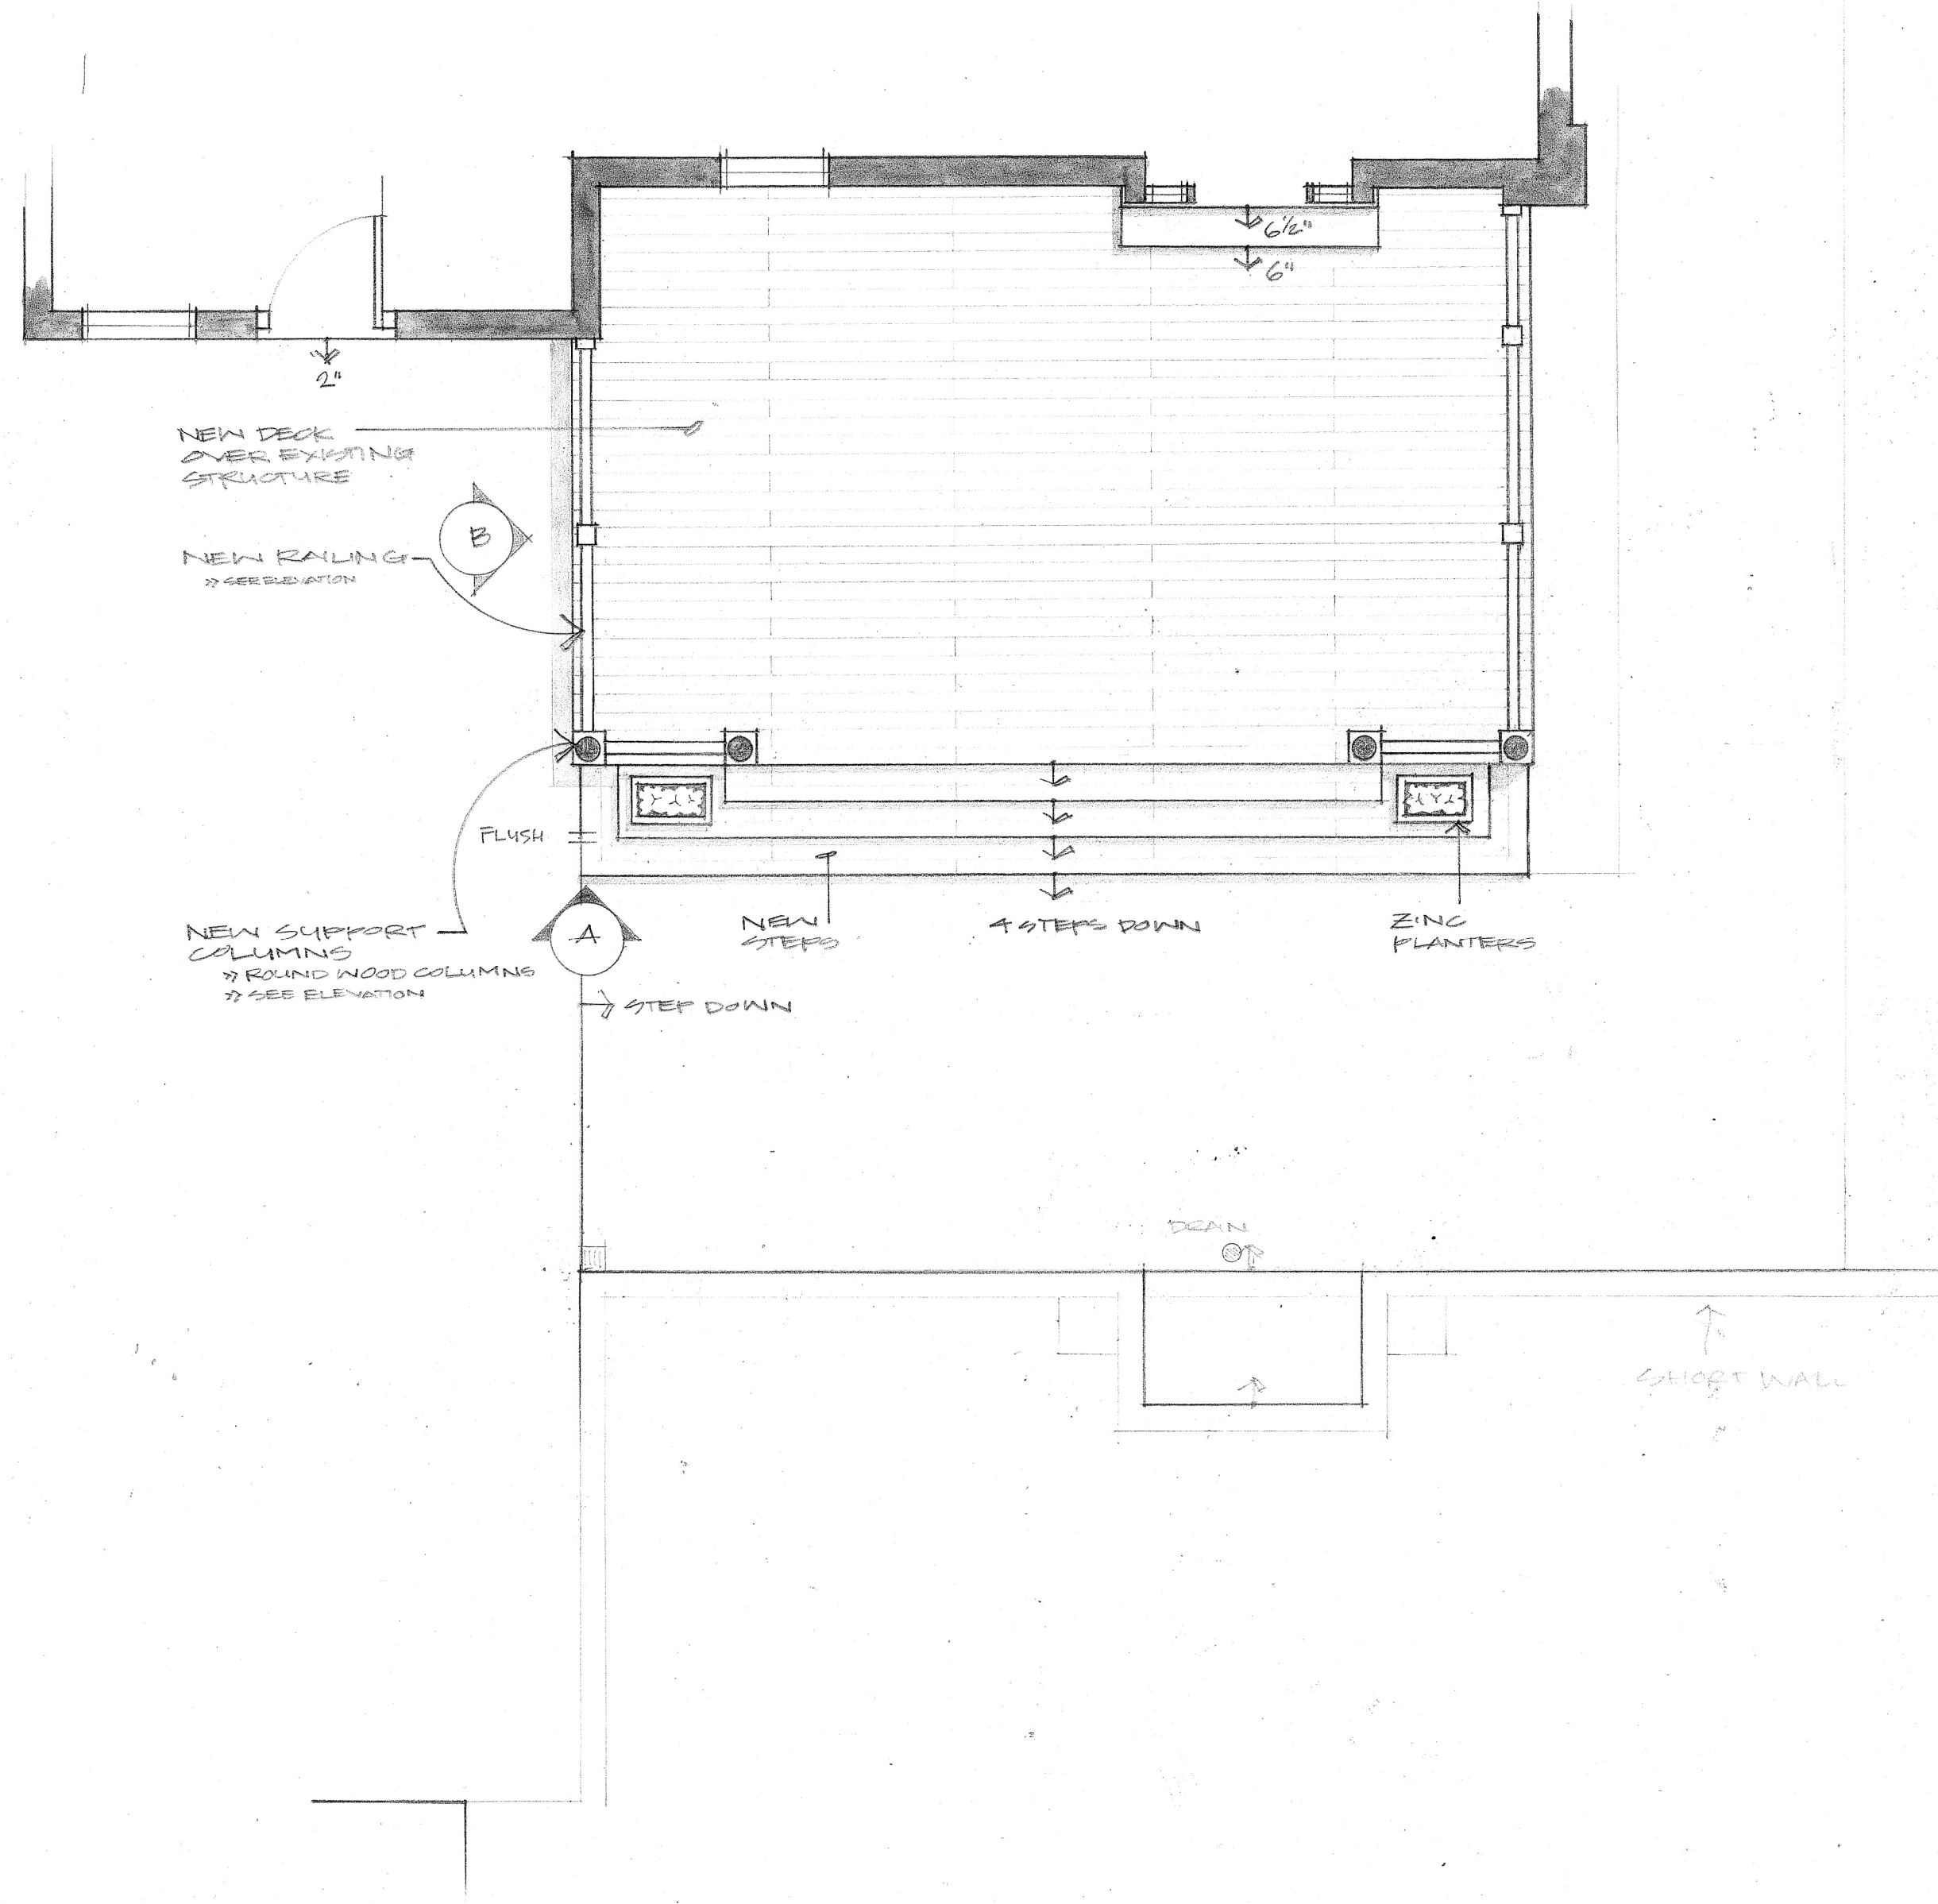 6½"
6"
2"
NEW DECK
OVER EXISTING
STRUCTURE
B
NEW RAILING
>> SEE ELEVATION
FLUSH
NEW SUPPORT
COLUMNS
>> ROUND WOOD COLUMNS
>> SEE ELEVATION
A
NEW
STEPS
4 STEPS DOWN
ZINC
PLANTERS
STEP DOWN
DRAIN
SHORT WALL